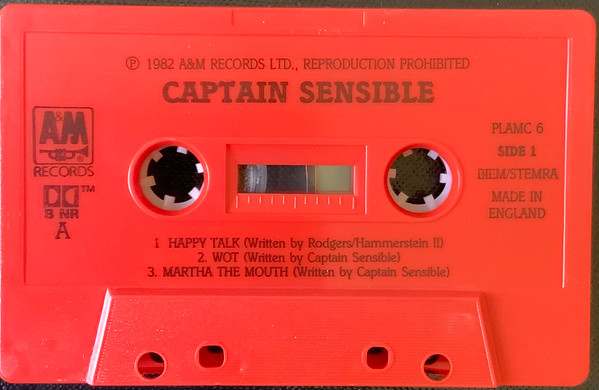 ℗ 1982 A&M RECORDS LTD., REPRODUCTION PROHIBITED
CAPTAIN SENSIBLE
A&M
RECORDS
PLAMC 6
SIDE 1
BIEM/STEMRA
MADE IN
ENGLAND
B NR
TM
A
1 HAPPY TALK (Written by Rodgers/Hammerstein II)
2. WOT (Written by Captain Sensible)
3. MARTHA THE MOUTH (Written by Captain Sensible)